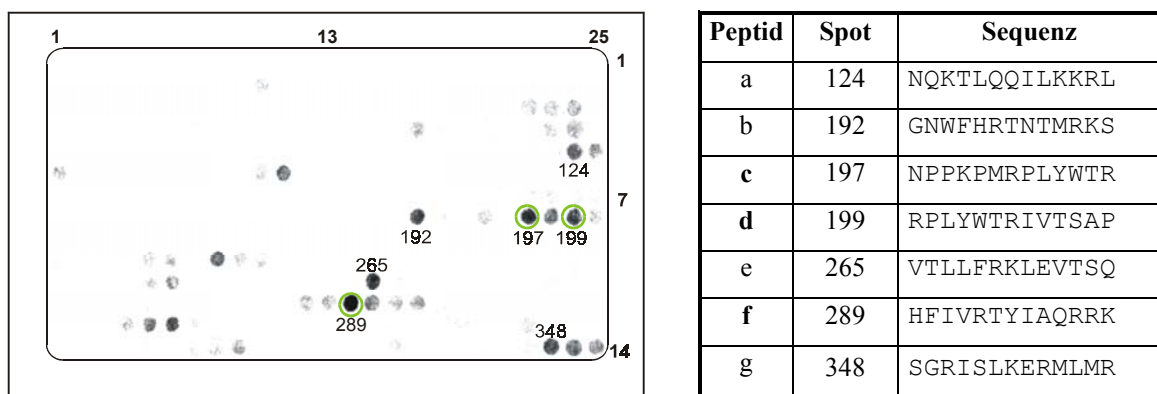 1 13 25
1
124
7
192 197 199
265
289
348
14
Peptid Spot Sequenz
a 124 NQKTLQQILKKRL
b 192 GNWFHRTNTMRKS
c 197 NPPKPMRPLYWTR
d 199 RPLYWTRIVTSAP
e 265 VTLLFRKLEVTSQ
f 289 HFIVRTYIAQRRK
g 348 SGRISLKERMLMR